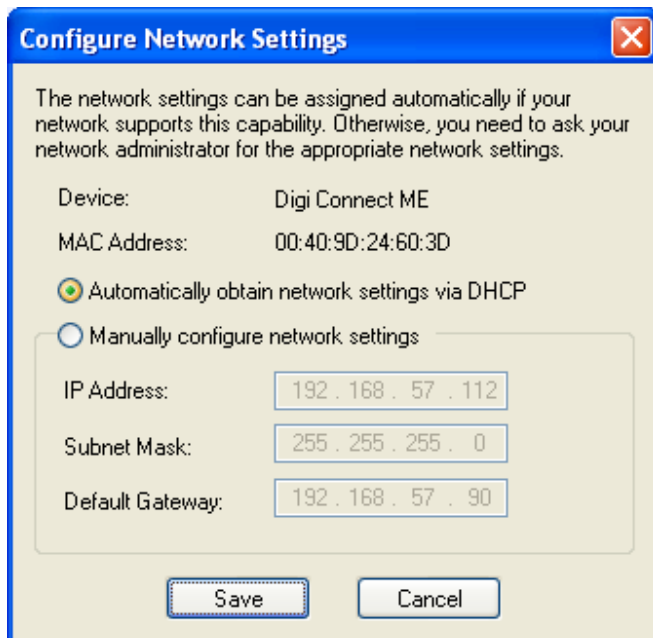 Configure Network Settings
The network settings can be assigned automatically if your
network supports this capability. Otherwise, you need to ask your
network administrator for the appropriate network settings.
Device: Digi Connect ME
MAC Address: 00:40:9D:24:60:3D
Automatically obtain network settings via DHCP
Manually configure network settings
IP Address: 192 . 168 . 57 . 112
Subnet Mask: 255 . 255 . 255 . 0
Default Gateway: 192 . 168 . 57 . 90
Save Cancel